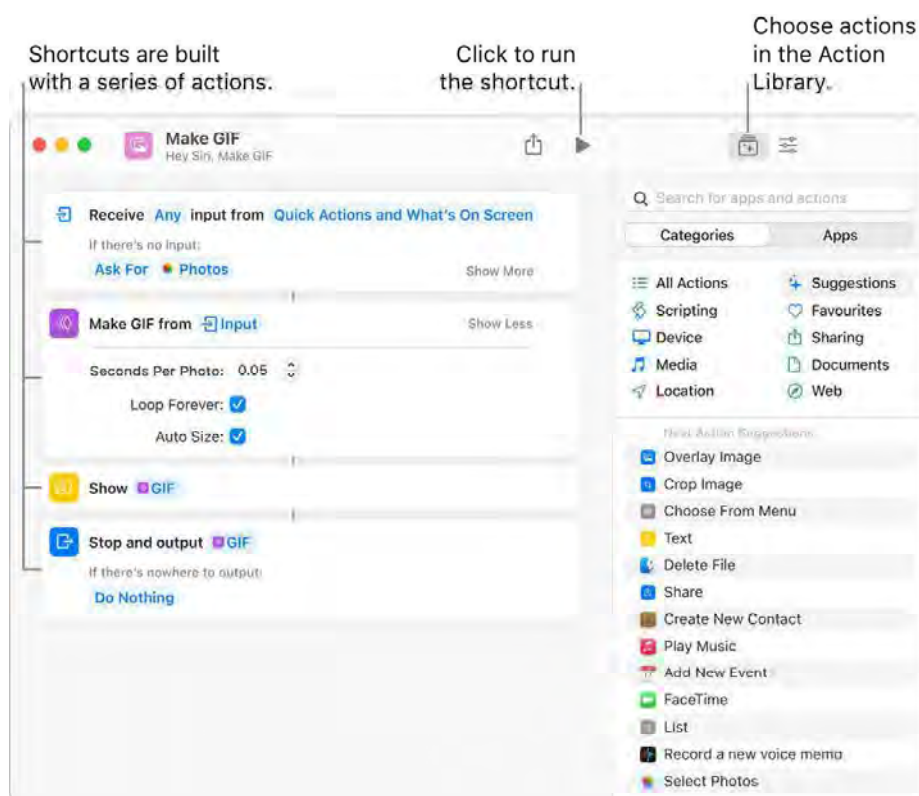 Shortcuts are built
with a series of actions.
Click to run
the shortcut.
Choose actions
in the Action
Library.
Make GIF
Hey Siri, Make GIF
Receive Any input from Quick Actions and What's On Screen
If there's no input:
Ask For Photos
Show More
Make GIF from Input
Show Less
Seconds Per Photo: 0.05
Loop Forever:
Auto Size:
Show GIF
Stop and output GIF
If there's nowhere to output:
Do Nothing
Search for apps and actions
Categories
Apps
All Actions
Suggestions
Scripting
Favourites
Device
Sharing
Media
Documents
Location
Web
Next Action Suggestions
Overlay Image
Crop Image
Choose From Menu
Text
Delete File
Share
Create New Contact
Play Music
Add New Event
FaceTime
List
Record a new voice memo
Select Photos